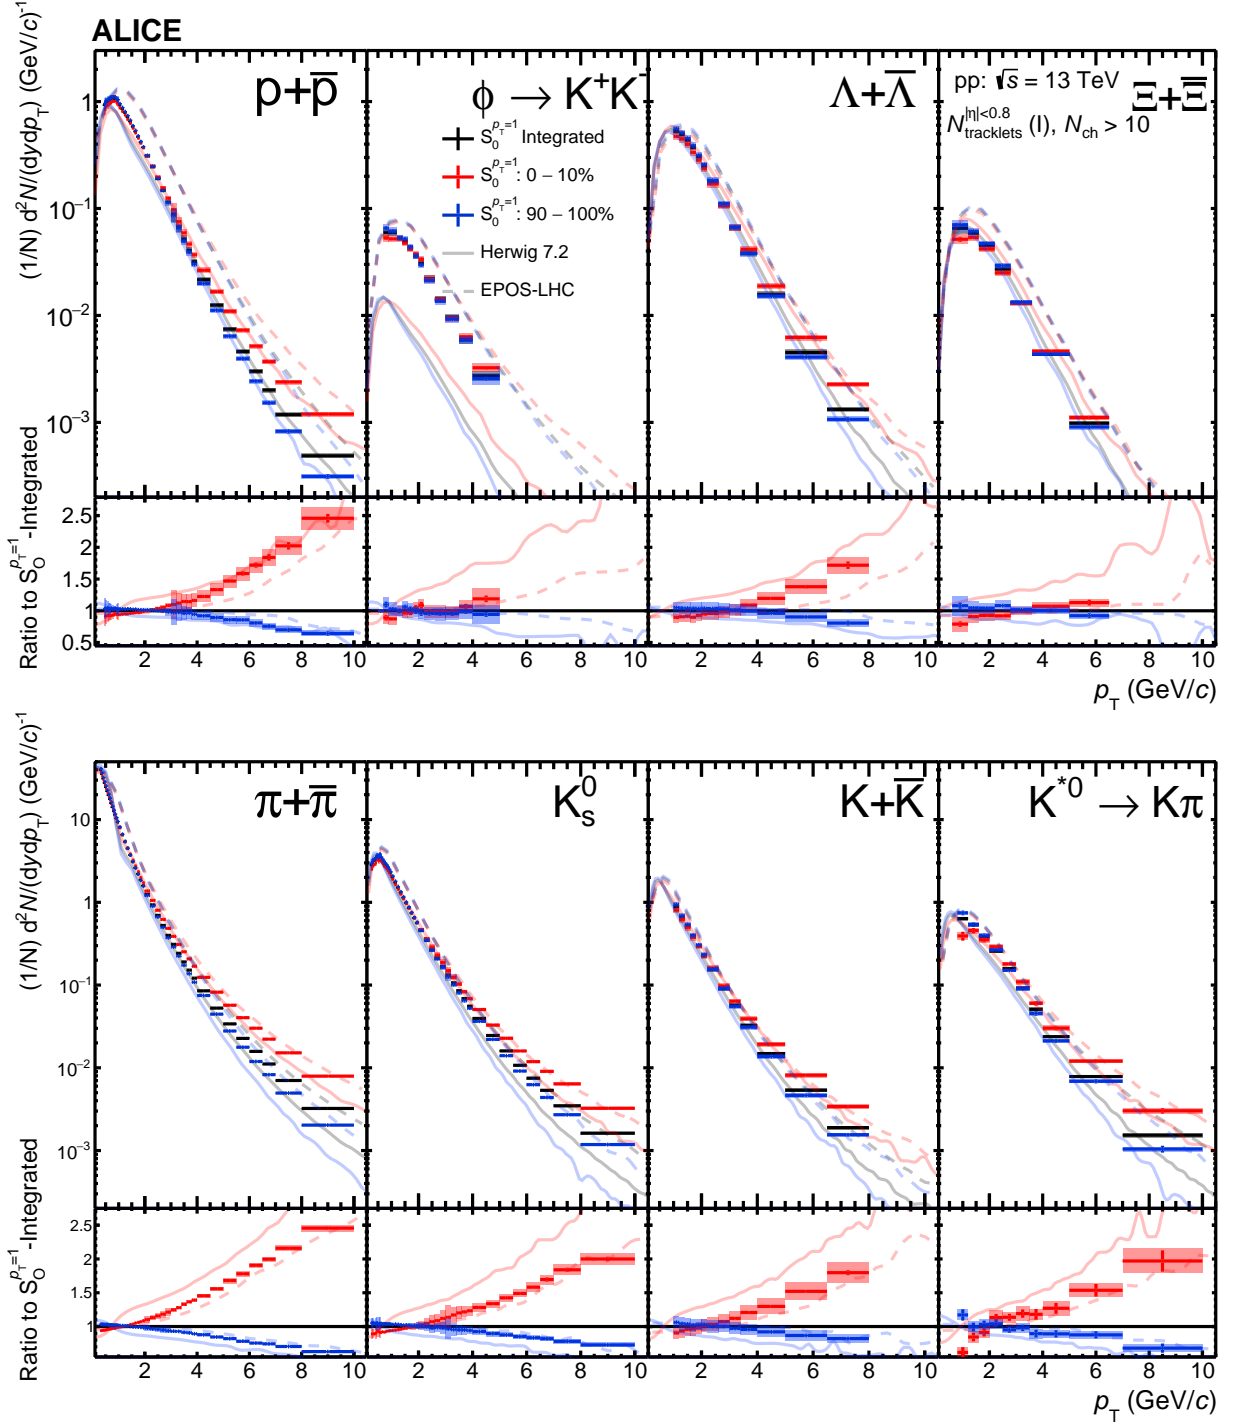 ALICE
(1/N) d²N/(dydp_T) (GeV/c)⁻¹
1
10⁻¹
10⁻²
10⁻³
p+p̅
ϕ → K⁺K⁻
Λ+Λ̅
Ξ+Ξ̅
pp: √s = 13 TeV
N_tracklets^|η|<0.8 (I), N_ch > 10
S₀^{p_T=1} Integrated
S₀^{p_T=1}: 0 – 10%
S₀^{p_T=1}: 90 – 100%
Herwig 7.2
EPOS-LHC
Ratio to S_O^{p_T=1}-Integrated
2.5
2
1.5
1
0.5
2 4 6 8 10 2 4 6 8 10 2 4 6 8 10 2 4 6 8 10
p_T (GeV/c)
(1/N) d²N/(dydp_T) (GeV/c)⁻¹
10
1
10⁻¹
10⁻²
10⁻³
π+π̅
K_s⁰
K+K̅
K*⁰ → Kπ
Ratio to S_O^{p_T=1}-Integrated
2.5
2
1.5
1
2 4 6 8 10 2 4 6 8 10 2 4 6 8 10 2 4 6 8 10
p_T (GeV/c)